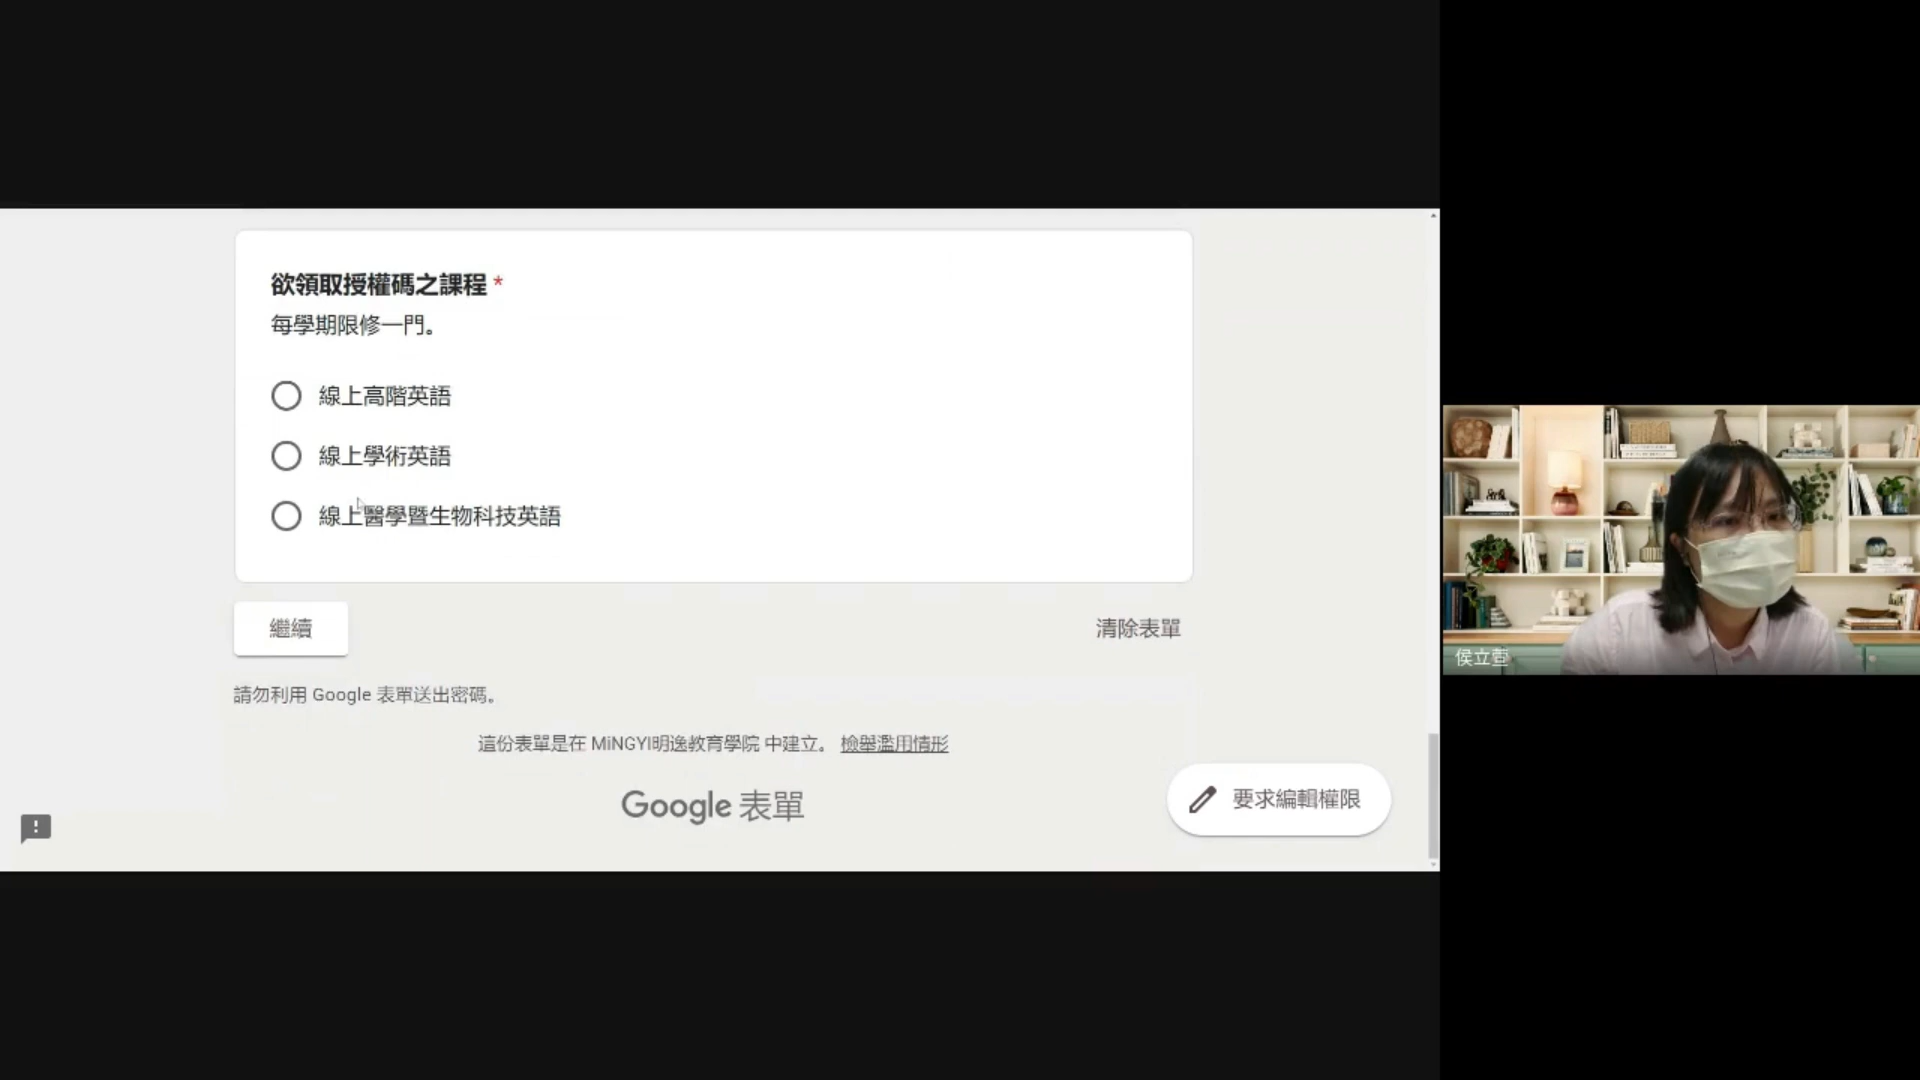 欲領取授權碼之課程 *
每學期限修一門。
線上高階英語
線上學術英語
線上醫學暨生物科技英語
繼續
清除表單
請勿利用 Google 表單送出密碼。
這份表單是在 MiNGYI明逸教育學院 中建立。 檢舉濫用情形
Google 表單
要求編輯權限
侯立萱